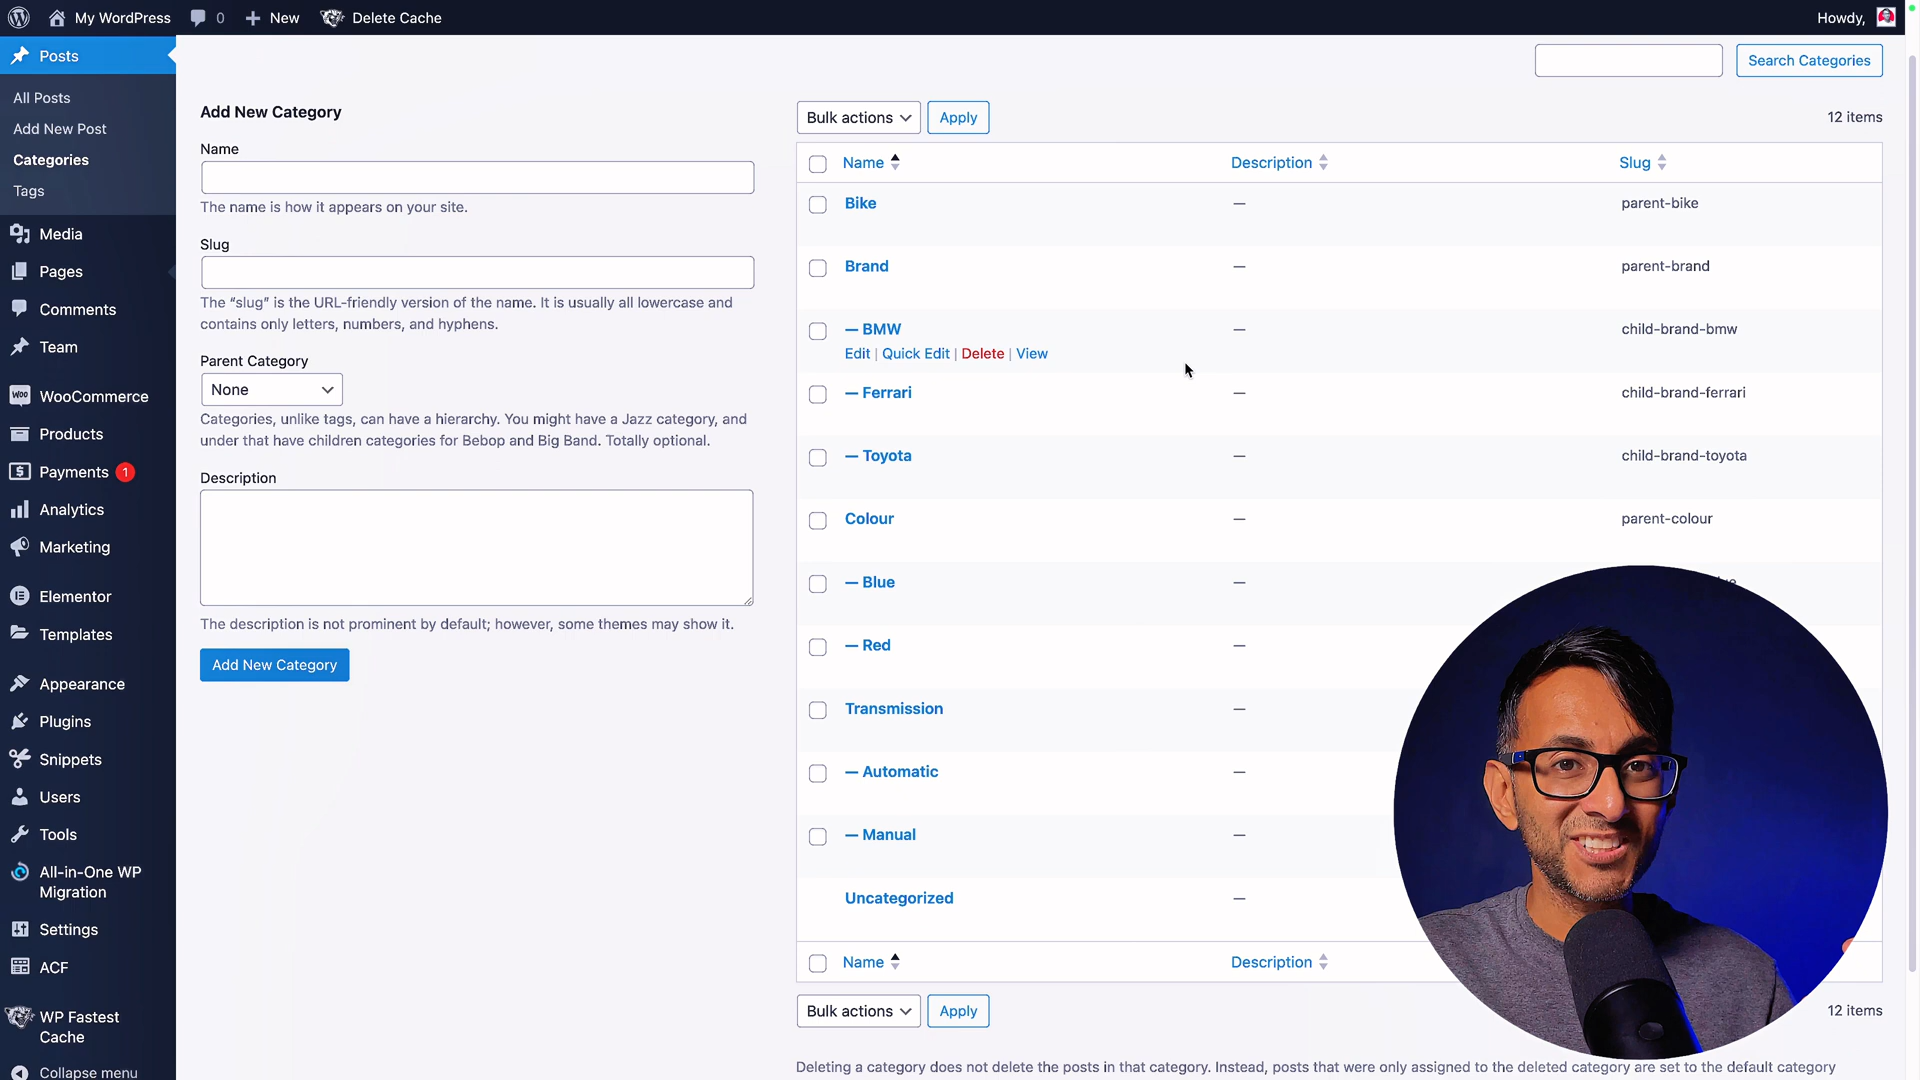 My WordPress
0
New
Delete Cache
Howdy,
Posts
All Posts
Add New Post
Categories
Tags
Media
Pages
Comments
Team
WooCommerce
Products
Payments 1
Analytics
Marketing
Elementor
Templates
Appearance
Plugins
Snippets
Users
Tools
All-in-One WP
Migration
Settings
ACF
WP Fastest
Cache
Collapse menu
Add New Category
Name
The name is how it appears on your site.
Slug
The “slug” is the URL-friendly version of the name. It is usually all lowercase and
contains only letters, numbers, and hyphens.
Parent Category
None
Categories, unlike tags, can have a hierarchy. You might have a Jazz category, and
under that have children categories for Bebop and Big Band. Totally optional.
Description
The description is not prominent by default; however, some themes may show it.
Add New Category
Search Categories
Bulk actions
Apply
12 items
Name Description Slug
Bike — parent-bike
Brand — parent-brand
— BMW — child-brand-bmw
Edit | Quick Edit | Delete | View
— Ferrari — child-brand-ferrari
— Toyota — child-brand-toyota
Colour — parent-colour
— Blue —
— Red —
Transmission —
— Automatic —
— Manual —
Uncategorized —
Name Description
Bulk actions
Apply
12 items
Deleting a category does not delete the posts in that category. Instead, posts that were only assigned to the deleted category are set to the default category